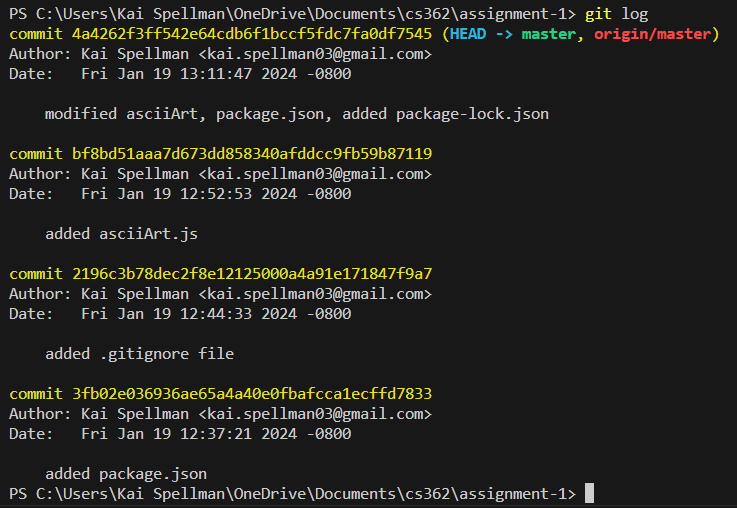 PS C:\Users\Kai Spellman\OneDrive\Documents\cs362\assignment-1> git log
commit 4a4262f3ff542e64cdb6f1bccf5fdc7fa0df7545 (HEAD -> master, origin/master)
Author: Kai Spellman <kai.spellman03@gmail.com>
Date:   Fri Jan 19 13:11:47 2024 -0800
    modified asciiArt, package.json, added package-lock.json
commit bf8bd51aaa7d673dd858340afddcc9fb59b87119
Author: Kai Spellman <kai.spellman03@gmail.com>
Date:   Fri Jan 19 12:52:53 2024 -0800
    added asciiArt.js
commit 2196c3b78dec2f8e12125000a4a91e171847f9a7
Author: Kai Spellman <kai.spellman03@gmail.com>
Date:   Fri Jan 19 12:44:33 2024 -0800
    added .gitignore file
commit 3fb02e036936ae65a4a40e0fbafcca1ecffd7833
Author: Kai Spellman <kai.spellman03@gmail.com>
Date:   Fri Jan 19 12:37:21 2024 -0800
    added package.json
PS C:\Users\Kai Spellman\OneDrive\Documents\cs362\assignment-1>